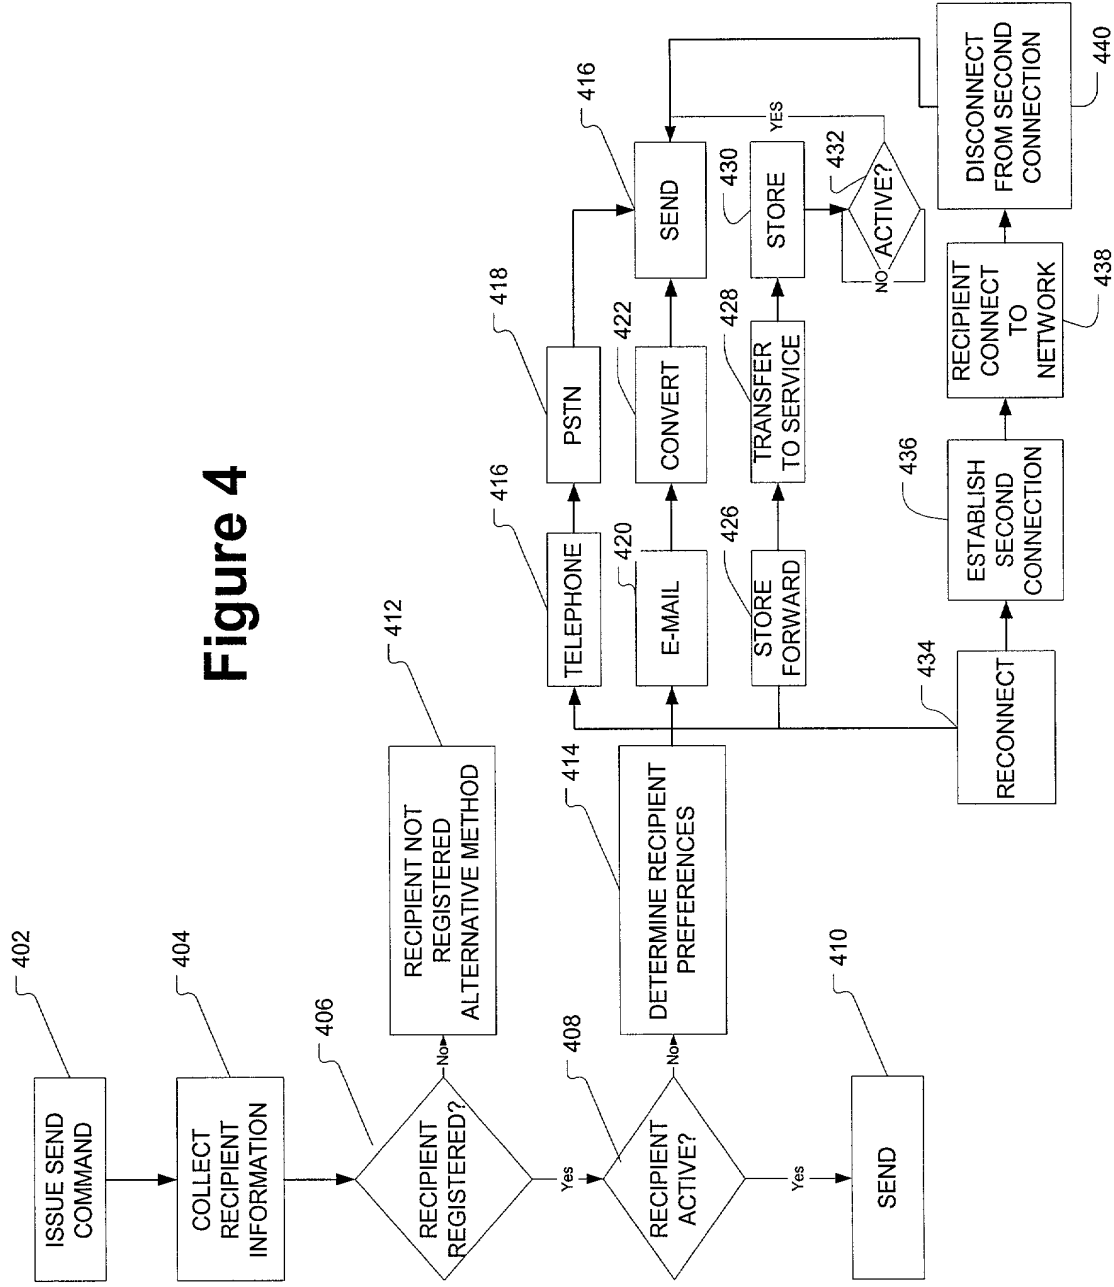 Figure 4
402
ISSUE SEND
COMMAND
404
COLLECT
RECIPIENT
INFORMATION
406
RECIPIENT
REGISTERED?
No
412
RECIPIENT NOT
REGISTERED
ALTERNATIVE METHOD
Yes
408
RECIPIENT
ACTIVE?
No
414
DETERMINE RECIPIENT
PREFERENCES
Yes
410
SEND
416
TELEPHONE
418
PSTN
416
SEND
420
E-MAIL
422
CONVERT
426
STORE
FORWARD
428
TRANSFER
TO SERVICE
430
STORE
432
ACTIVE?
NO
YES
434
RECONNECT
436
ESTABLISH
SECOND
CONNECTION
RECIPIENT
CONNECT
TO
NETWORK
438
DISCONNECT
FROM SECOND
CONNECTION
440